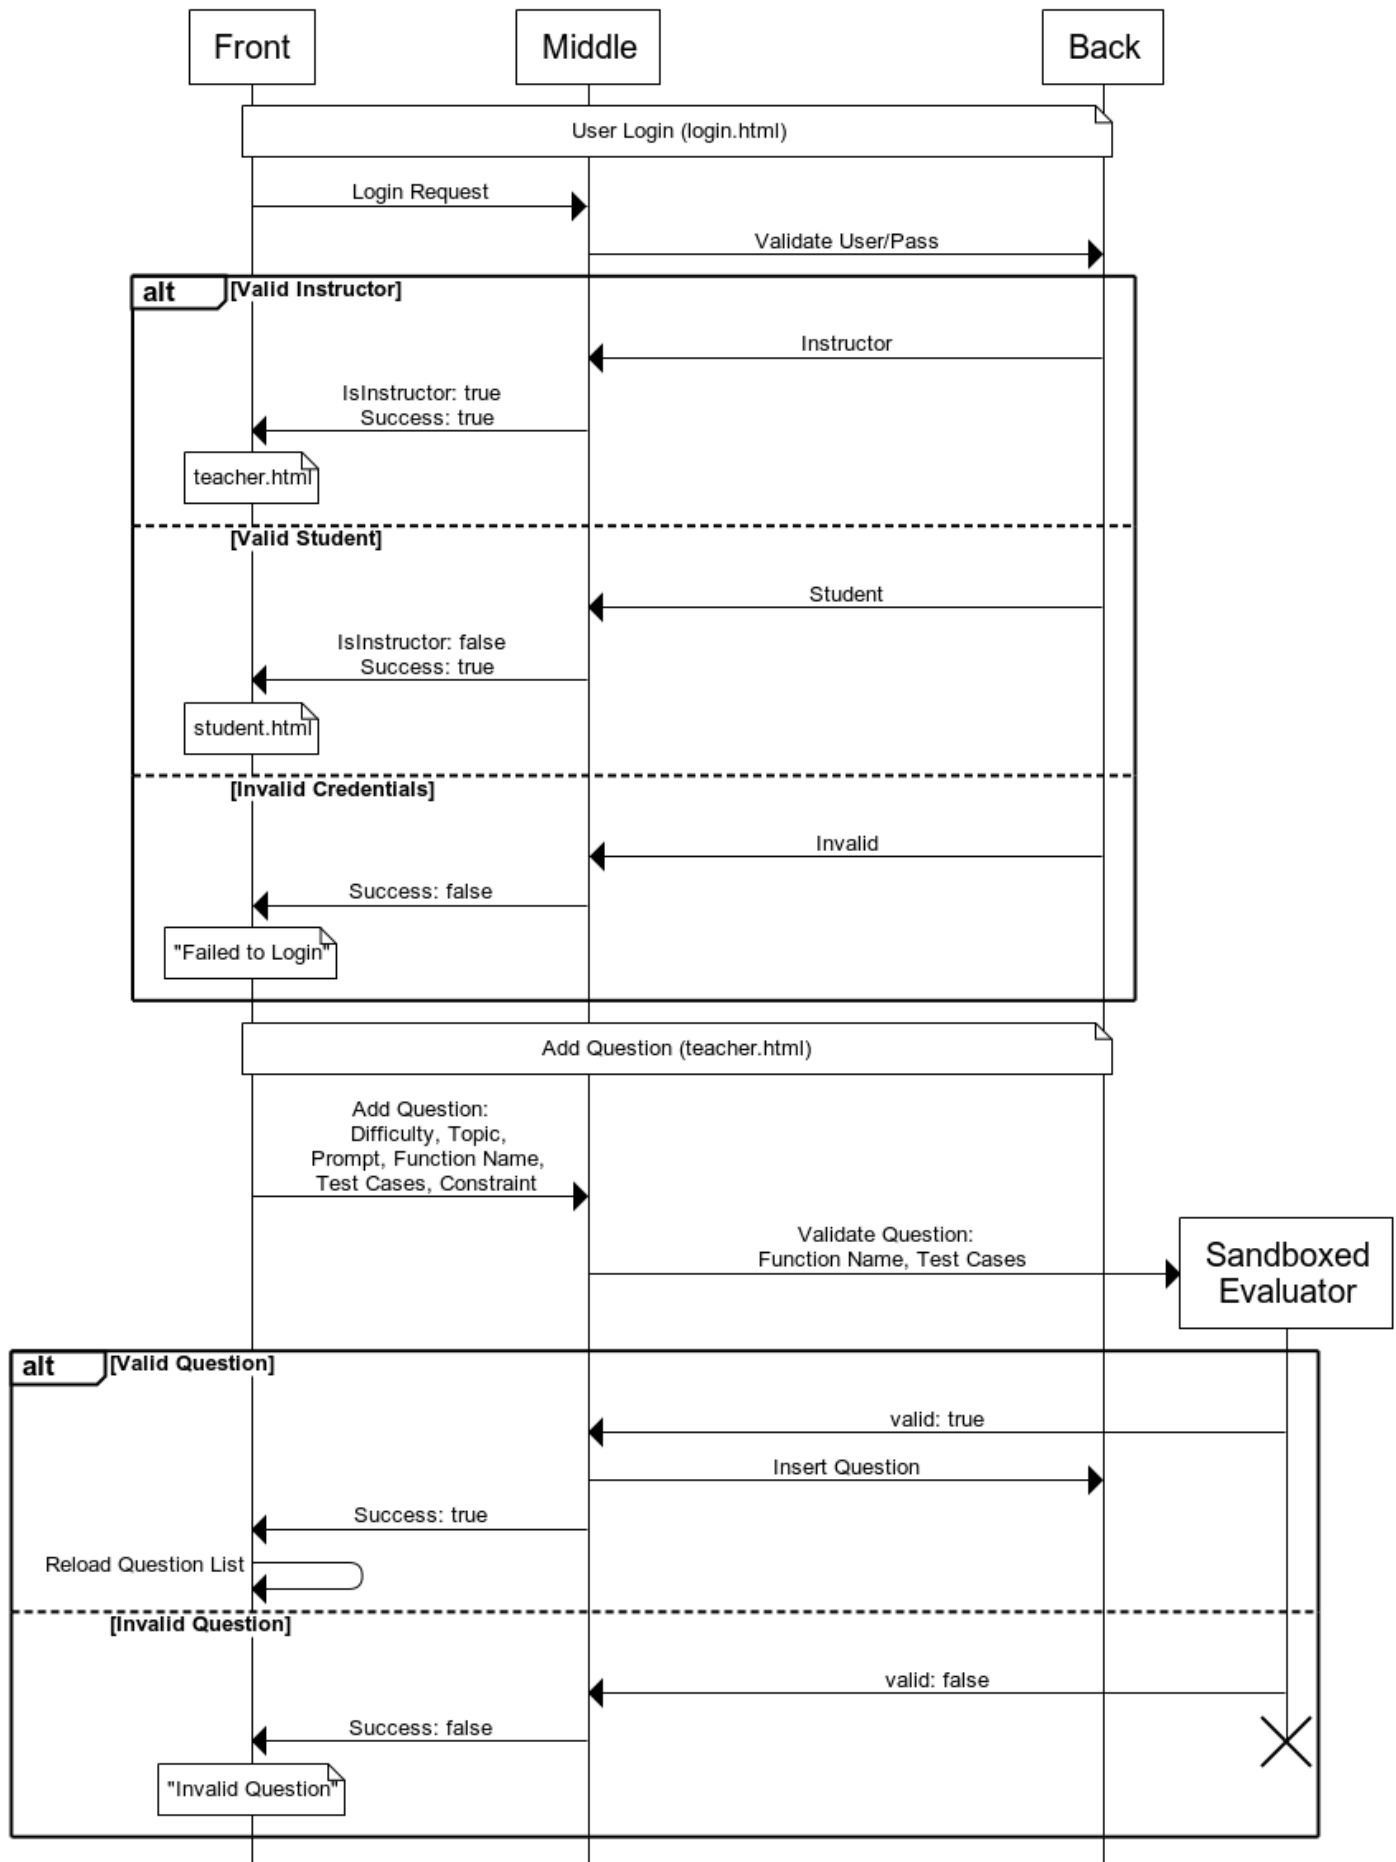 Front
Middle
Back
User Login (login.html)
Login Request
Validate User/Pass
alt
[Valid Instructor]
Instructor
IsInstructor: true
Success: true
teacher.html
[Valid Student]
Student
IsInstructor: false
Success: true
student.html
[Invalid Credentials]
Invalid
Success: false
"Failed to Login"
Add Question (teacher.html)
Add Question:
Difficulty, Topic,
Prompt, Function Name,
Test Cases, Constraint
Validate Question:
Function Name, Test Cases
Sandboxed
Evaluator
alt
[Valid Question]
valid: true
Insert Question
Success: true
Reload Question List
[Invalid Question]
valid: false
Success: false
"Invalid Question"